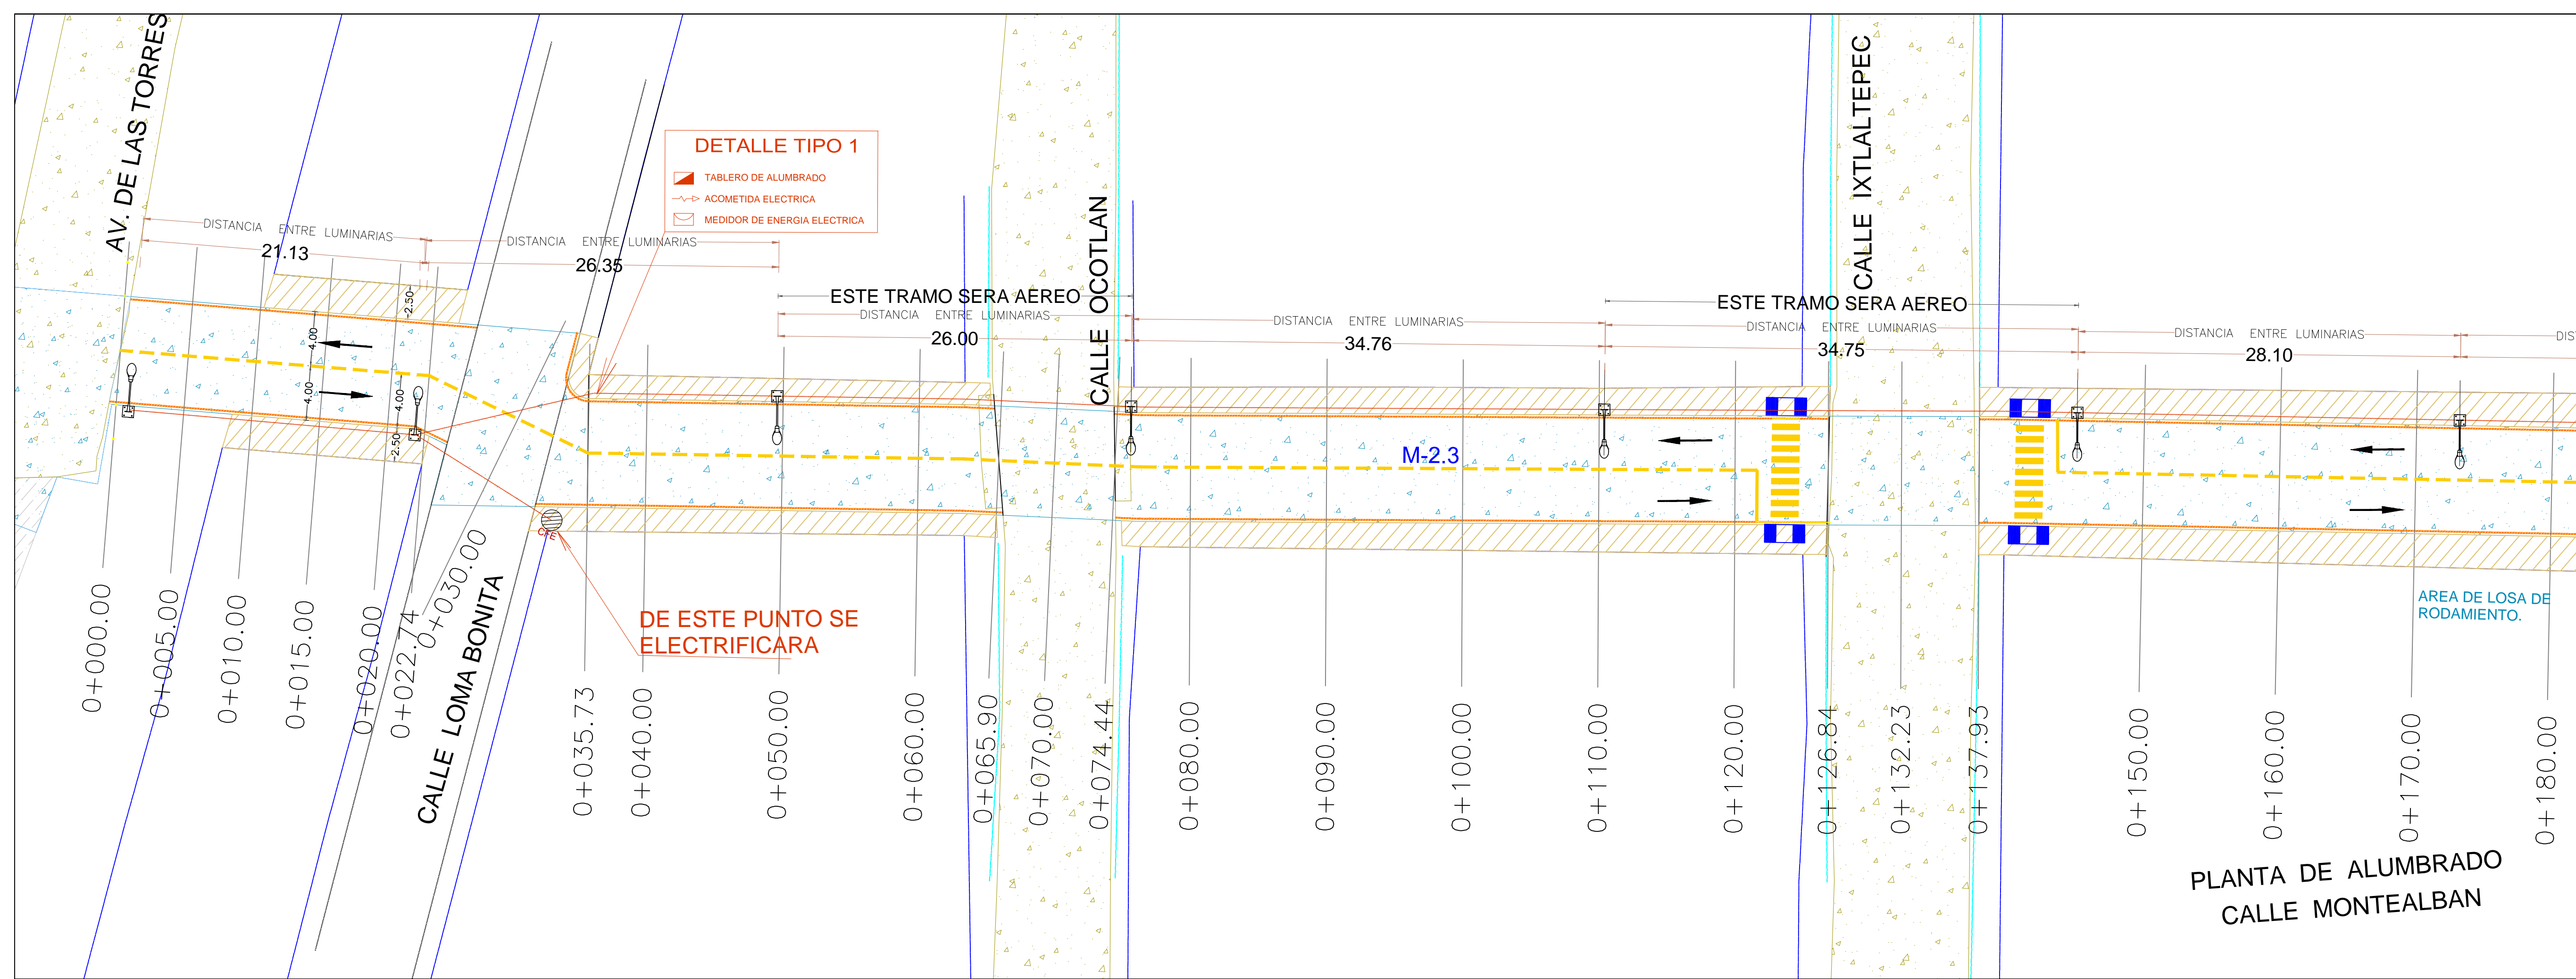 AV. DE LAS TORRES
DETALLE TIPO 1
TABLERO DE ALUMBRADO
ACOMETIDA ELECTRICA
MEDIDOR DE ENERGIA ELECTRICA
DISTANCIA ENTRE LUMINARIAS
21.13
DISTANCIA ENTRE LUMINARIAS
26.35
ESTE TRAMO SERA AEREO
DISTANCIA ENTRE LUMINARIAS
26.00
CALLE OCOTLAN
DISTANCIA ENTRE LUMINARIAS
34.76
CALLE IXTLALTEPEC
ESTE TRAMO SERA AEREO
DISTANCIA ENTRE LUMINARIAS
34.75
DISTANCIA ENTRE LUMINARIAS
28.10
2.50
4.00
4.00
4.00
2.50
M-2.3
CFE
DE ESTE PUNTO SE
ELECTRIFICARA
CALLE LOMA BONITA
AREA DE LOSA DE
RODAMIENTO.
0+000.00
0+005.00
0+010.00
0+015.00
0+020.00
0+022.74
0+030.00
0+035.73
0+040.00
0+050.00
0+060.00
0+065.90
0+070.00
0+074.44
0+080.00
0+090.00
0+100.00
0+110.00
0+120.00
0+126.84
0+132.23
0+137.93
0+150.00
0+160.00
0+170.00
0+180.00
PLANTA DE ALUMBRADO
CALLE MONTEALBAN